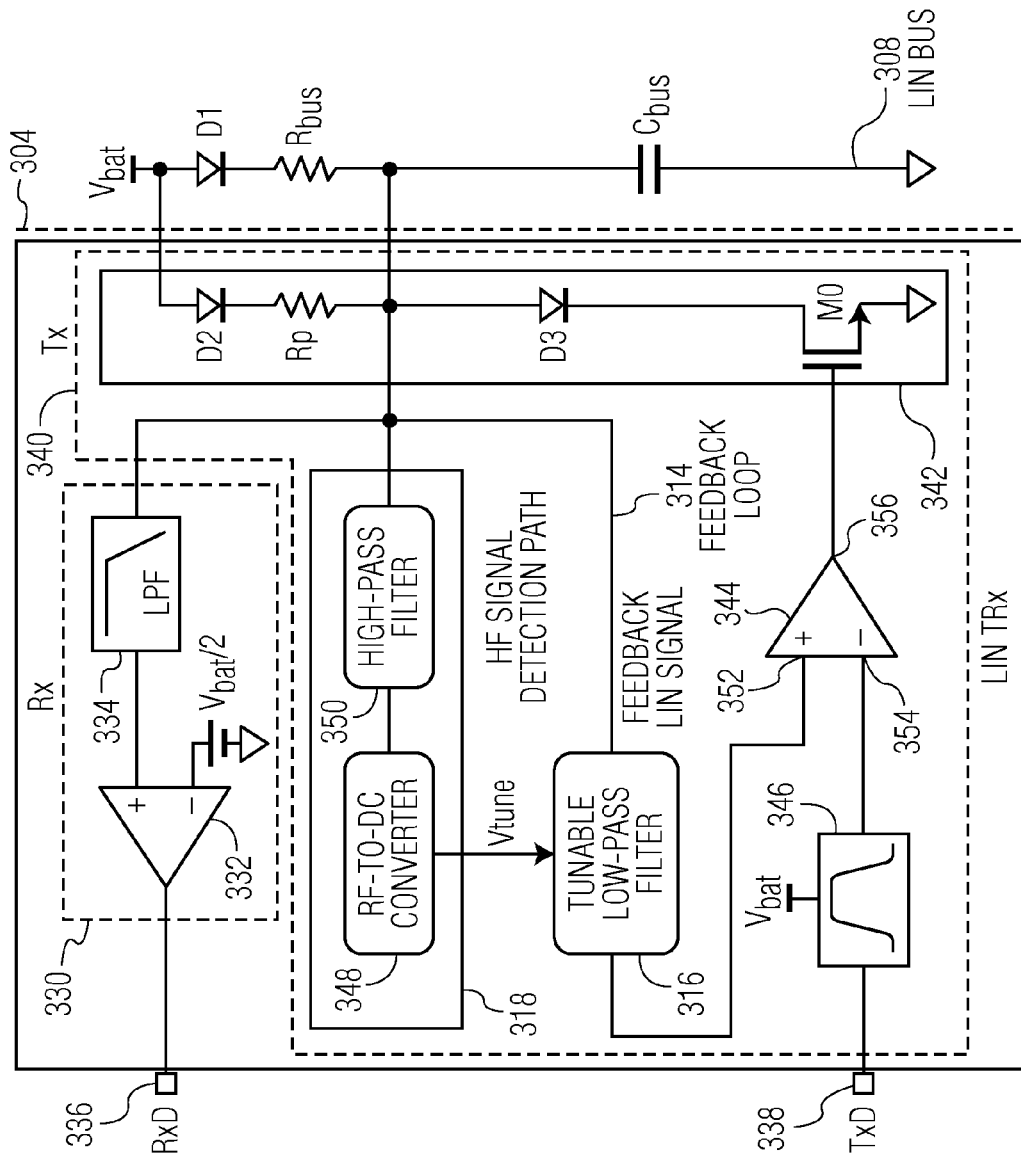 304
Vbat
D1
Rbus
Cbus
308
LIN BUS
Tx
340
D2
Rp
D3
M0
342
Rx
330
LPF
334
Vbat/2
+
−
332
336
RxD
HIGH-PASS
FILTER
350
RF-TO-DC
CONVERTER
348
318
HF SIGNAL
DETECTION PATH
Vtune
TUNABLE
LOW-PASS
FILTER
316
FEEDBACK
LIN SIGNAL
314
FEEDBACK
LOOP
344
356
352
+
−
354
346
Vbat
338
TxD
LIN TRx